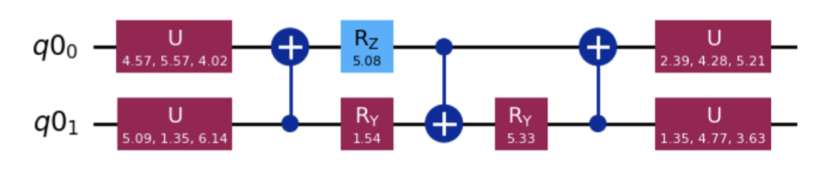 q0₀ U R_Z U
4.57, 5.57, 4.02 5.08 2.39, 4.28, 5.21
q0₁ U R_Y R_Y U
5.09, 1.35, 6.14 1.54 5.33 1.35, 4.77, 3.63